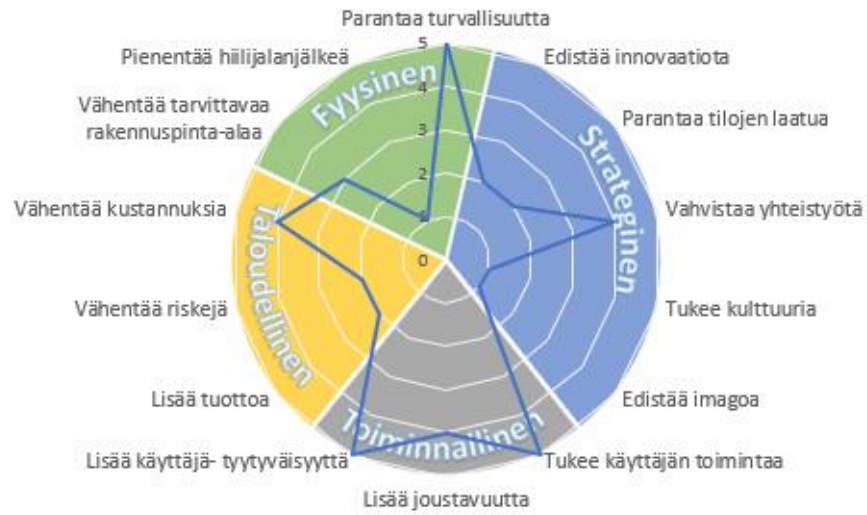 Parantaa turvallisuutta
Edistää innovaatiota
Parantaa tilojen laatua
Vahvistaa yhteistyötä
Tukee kulttuuria
Edistää imagoa
Tukee käyttäjän toimintaa
Lisää joustavuutta
Lisää käyttäjä- tyytyväisyyttä
Lisää tuottoa
Vähentää riskejä
Vähentää kustannuksia
Vähentää tarvittavaa
rakennuspinta-alaa
Pienentää hiilijalanjälkeä
5
4
3
2
1
0
Fyysinen
Strateginen
Toiminnallinen
Taloudellinen